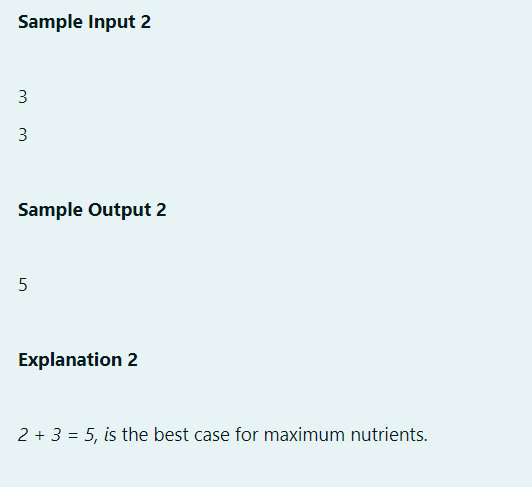 Sample Input 2
3
3
Sample Output 2
5
Explanation 2
2 + 3 = 5, is the best case for maximum nutrients.